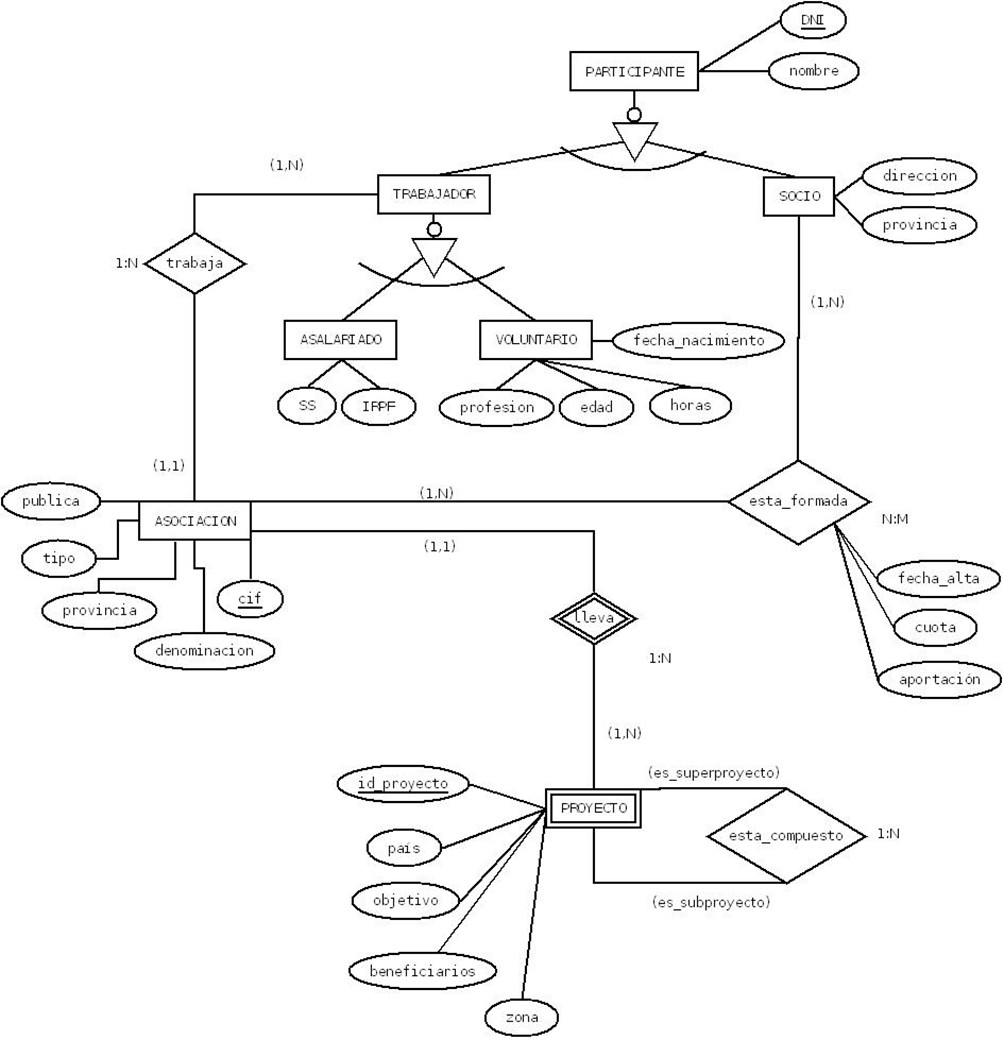 DNI
PARTICIPANTE
nombre
(1,N)
TRABAJADOR
SOCIO
direccion
provincia
1:N
trabaja
(1,N)
ASALARIADO
VOLUNTARIO
fecha_nacimiento
SS
IRPF
profesion
edad
horas
(1,1)
publica
(1,N)
esta_formada
N:M
ASOCIACION
(1,1)
tipo
provincia
cif
denominacion
fecha_alta
cuota
aportación
lleva
1:N
(1,N)
(es_superproyecto)
id_proyecto
PROYECTO
esta_compuesto
1:N
país
objetivo
(es_subproyecto)
beneficiarios
zona